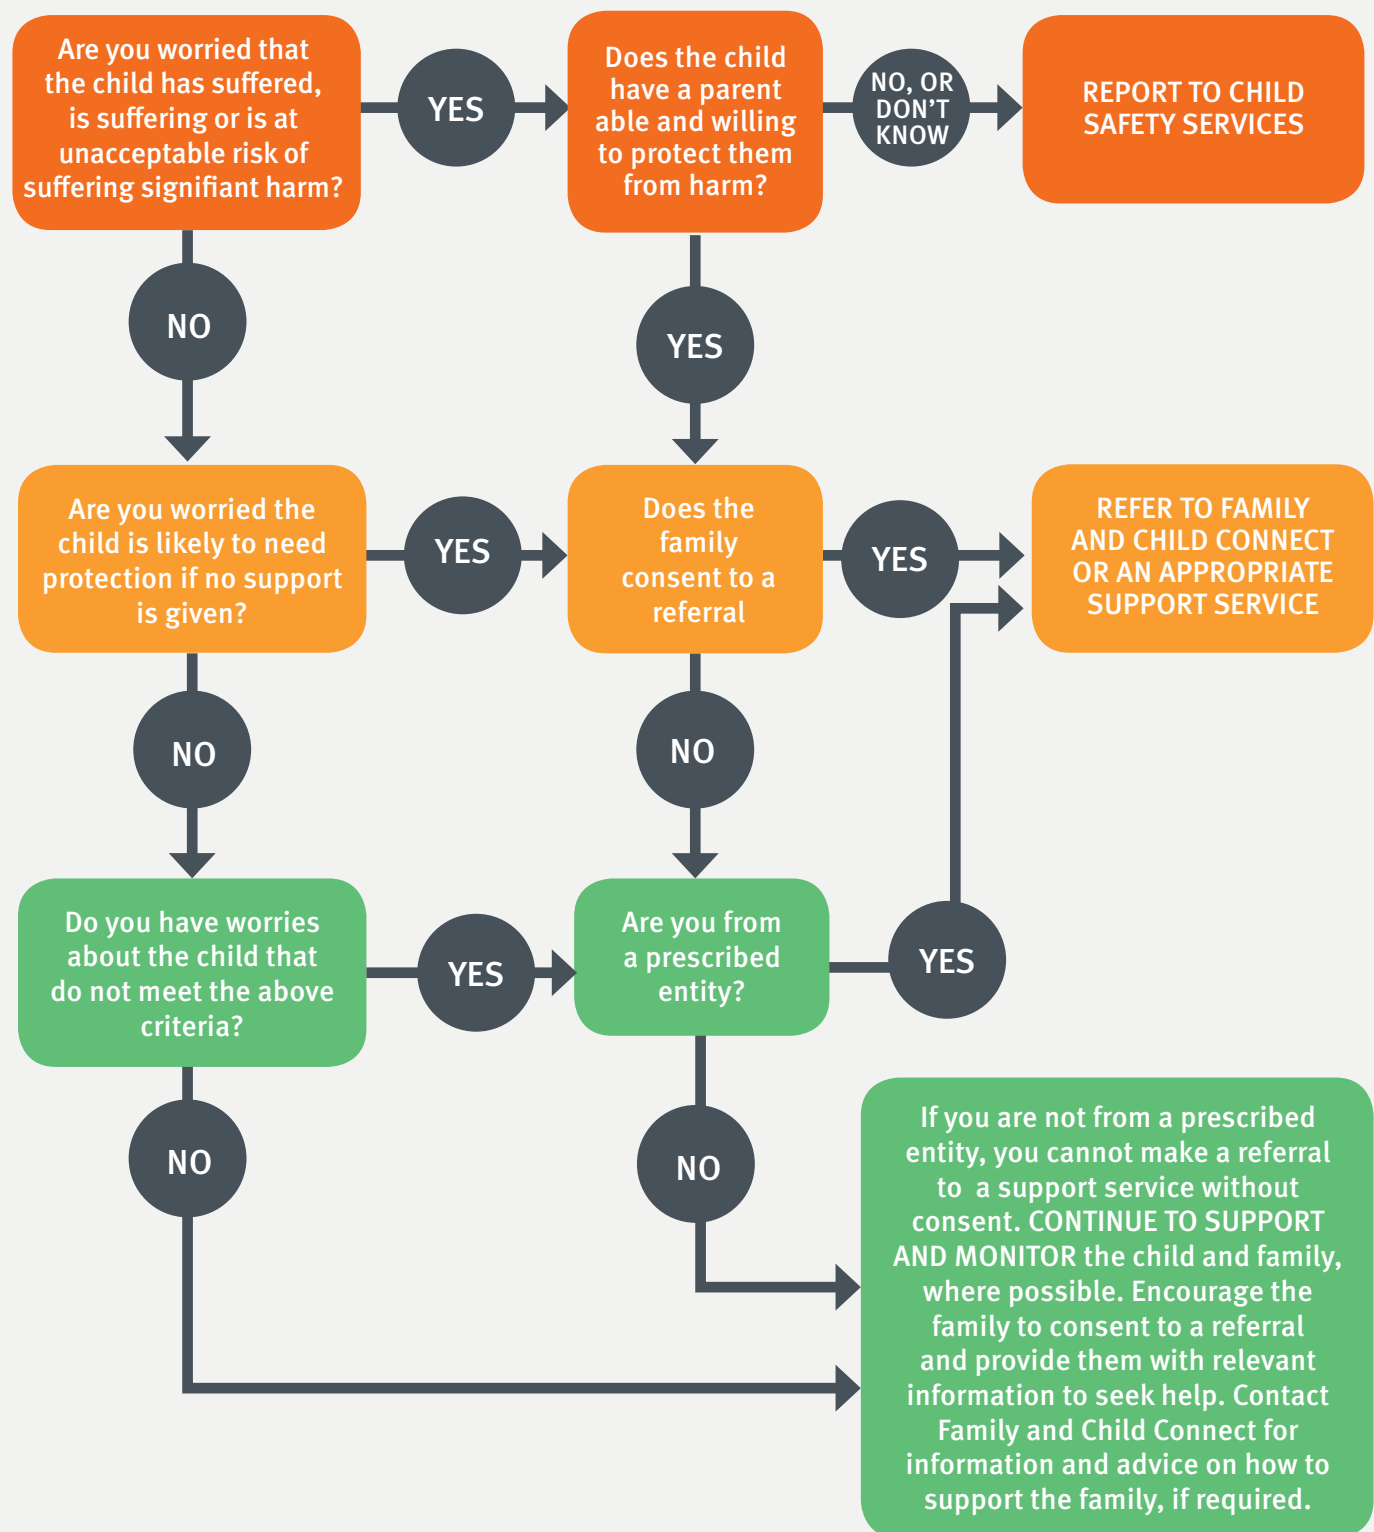 Are you worried that
the child has suffered,
is suffering or is at
unacceptable risk of
suffering signifiant harm?
YES
Does the child
have a parent
able and willing
to protect them
from harm?
NO, OR
DON'T
KNOW
REPORT TO CHILD
SAFETY SERVICES
NO
YES
Are you worried the
child is likely to need
protection if no support
is given?
YES
Does the
family
consent to a
referral
YES
REFER TO FAMILY
AND CHILD CONNECT
OR AN APPROPRIATE
SUPPORT SERVICE
NO
NO
Do you have worries
about the child that
do not meet the above
criteria?
YES
Are you from
a prescribed
entity?
YES
NO
NO
If you are not from a prescribed
entity, you cannot make a referral
to a support service without
consent. CONTINUE TO SUPPORT
AND MONITOR the child and family,
where possible. Encourage the
family to consent to a referral
and provide them with relevant
information to seek help. Contact
Family and Child Connect for
information and advice on how to
support the family, if required.